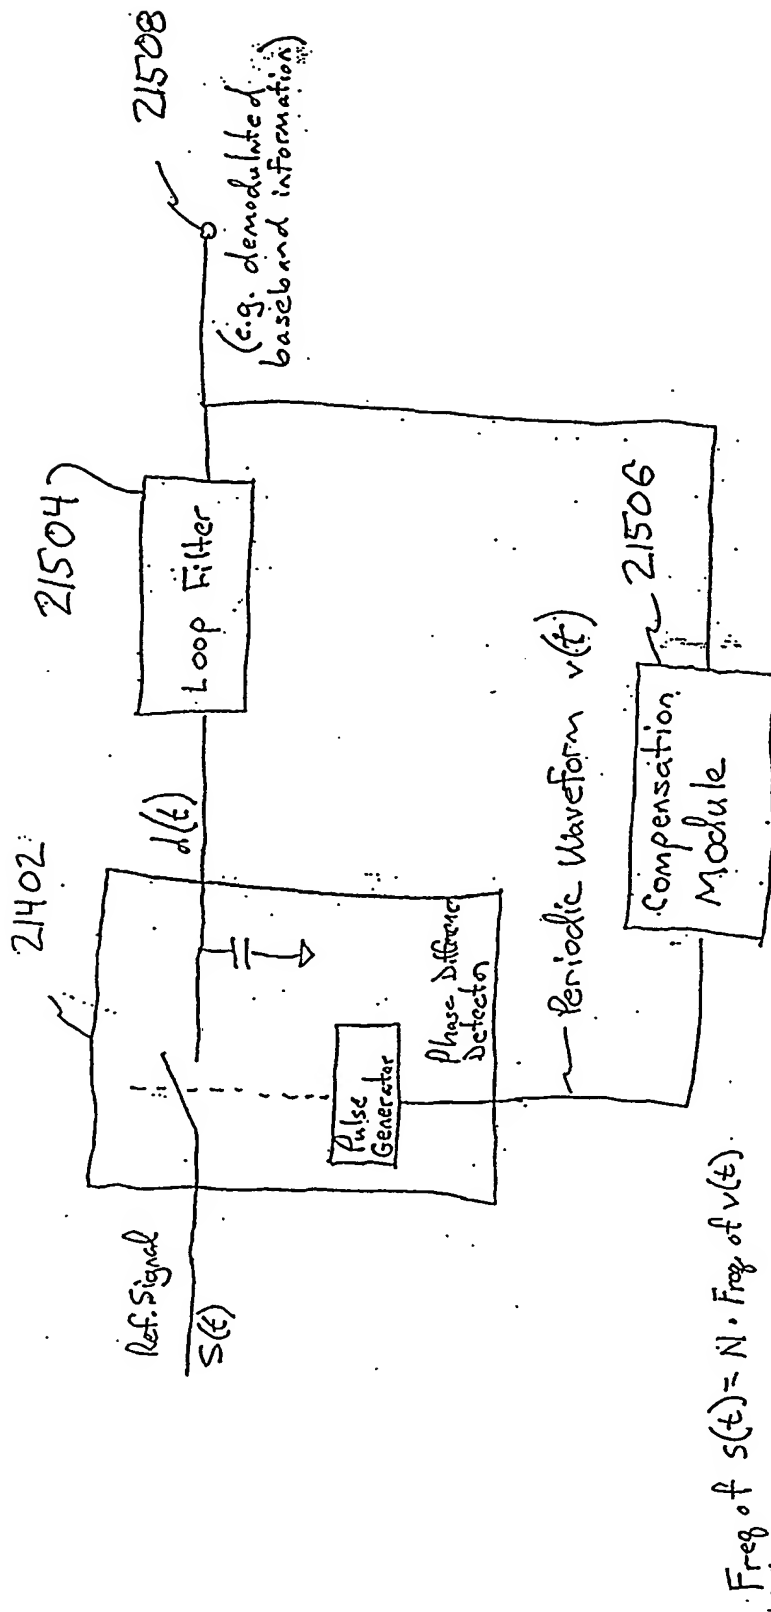 21402
Ref. Signal
S(t)
Pulse
Generator
Phase Difference
Detector
d(t)
21504
Loop Filter
21508
(e.g. demodulated
baseband information)
Periodic Waveform v(t)
21506
Compensation
Module
Freq of s(t) = N · Freq. of v(t)